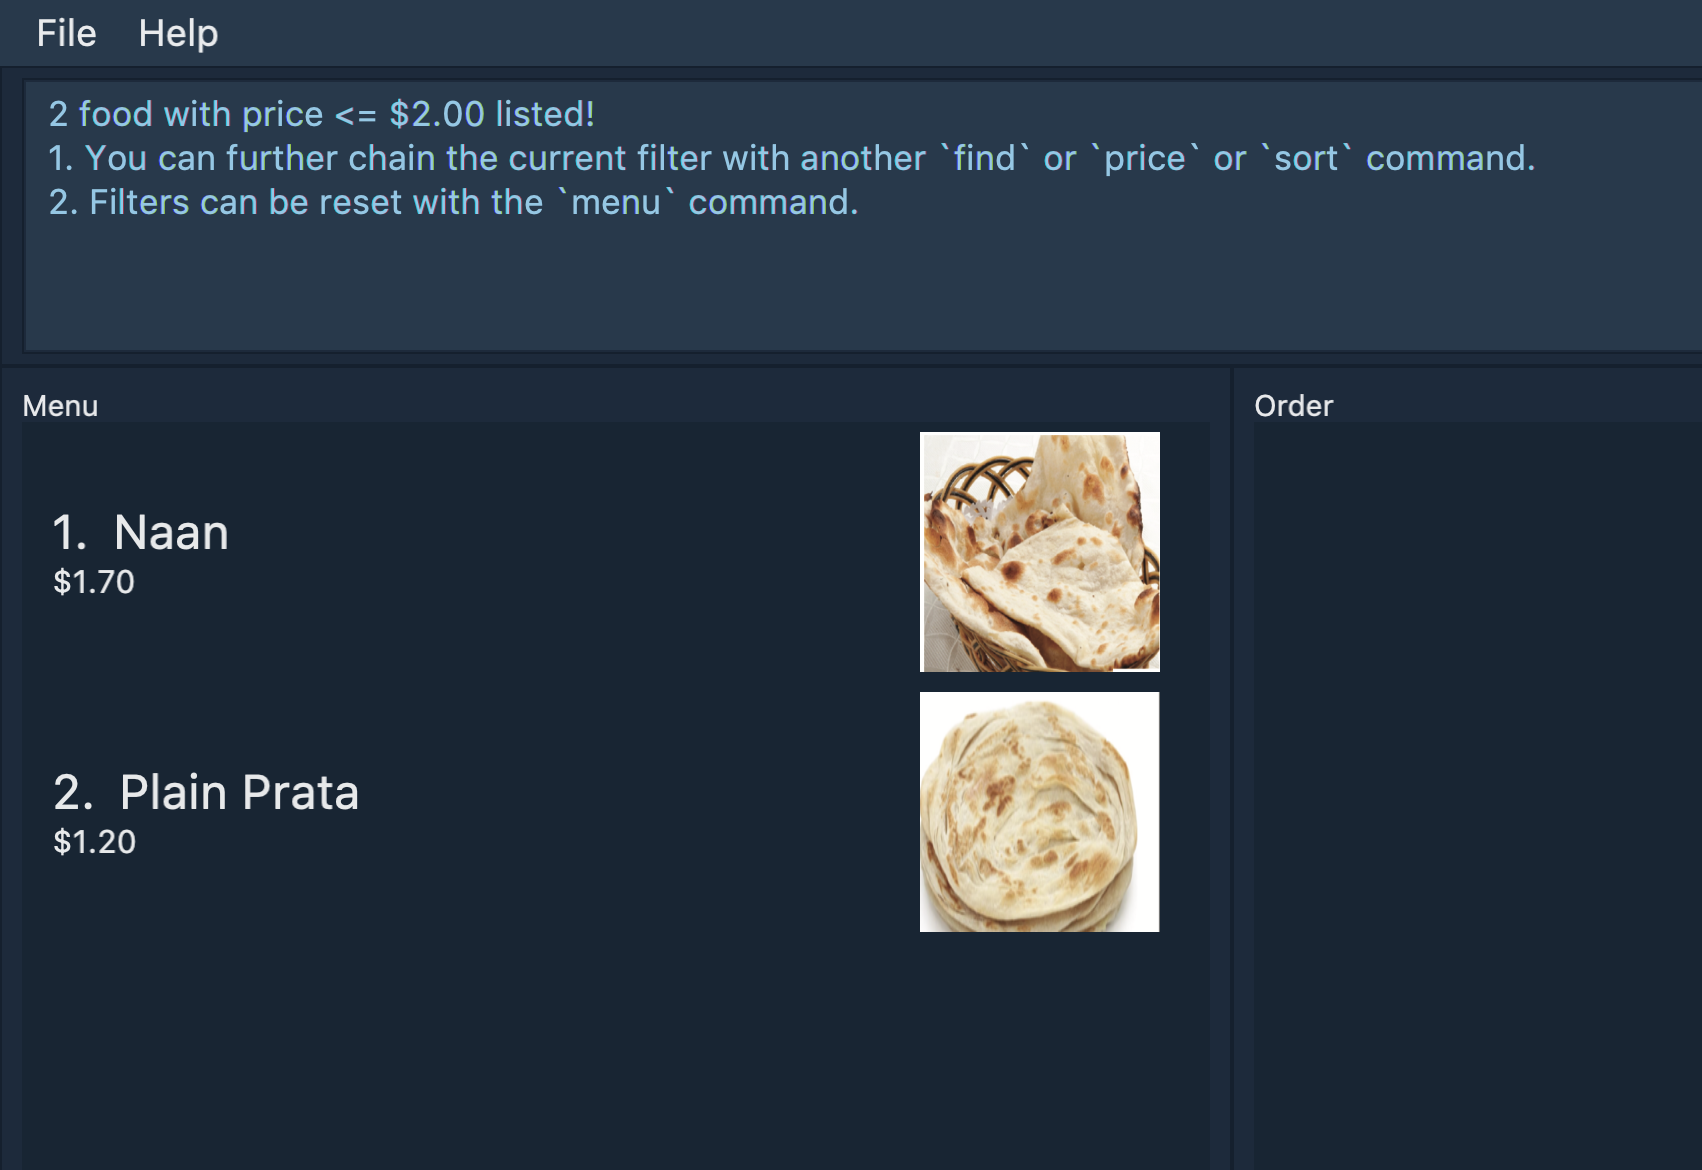 File Help
2 food with price <= $2.00 listed!
1. You can further chain the current filter with another `find` or `price` or `sort` command.
2. Filters can be reset with the `menu` command.
Menu
Order
1. Naan
$1.70
2. Plain Prata
$1.20